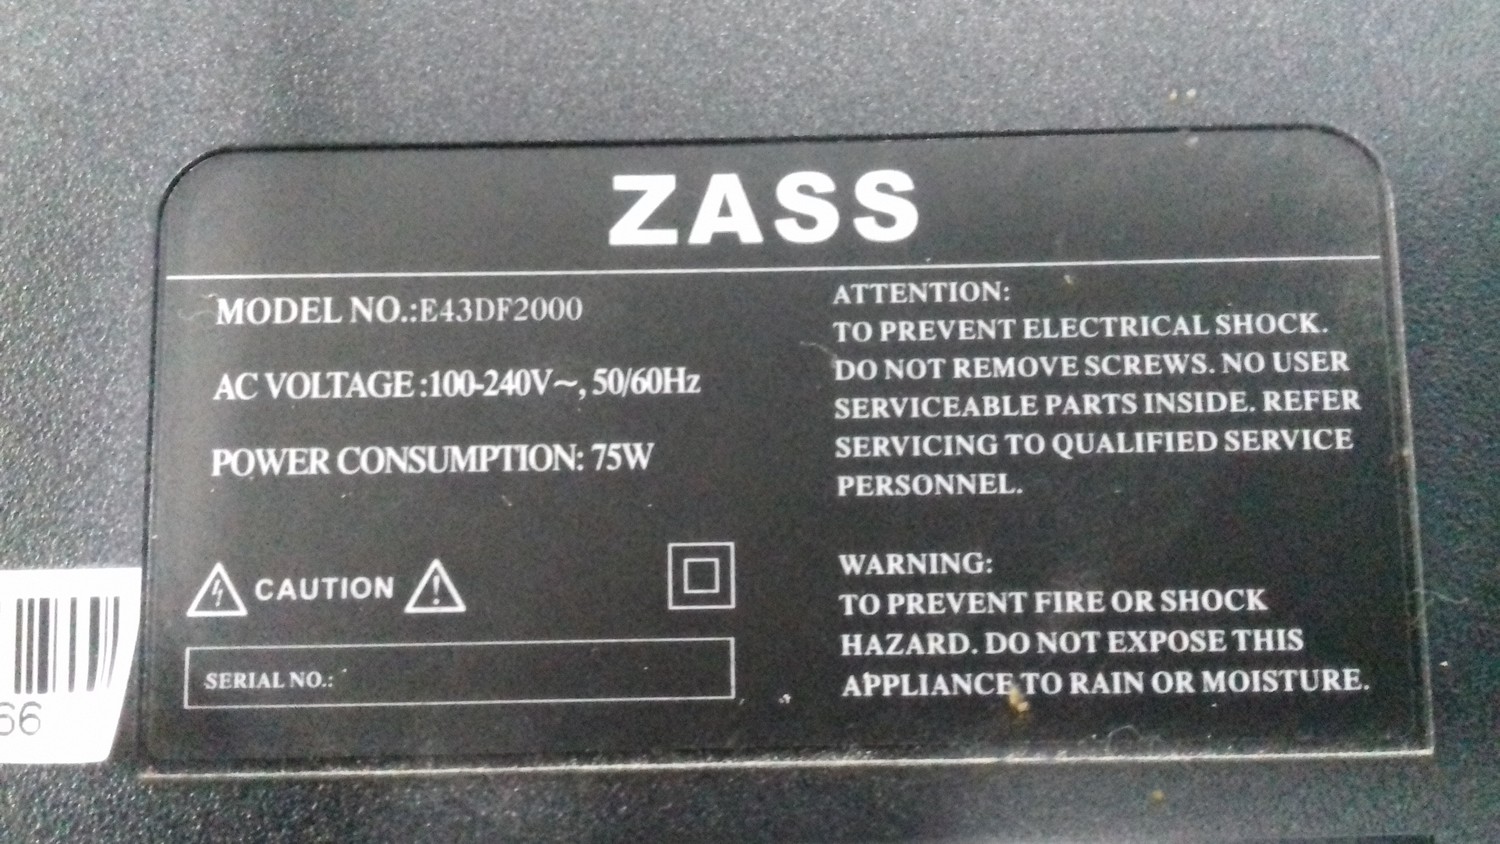 ZASS
MODEL NO.:E43DF2000
AC VOLTAGE :100-240V~, 50/60Hz
POWER CONSUMPTION: 75W
CAUTION
SERIAL NO.:
ATTENTION:
TO PREVENT ELECTRICAL SHOCK.
DO NOT REMOVE SCREWS. NO USER
SERVICEABLE PARTS INSIDE. REFER
SERVICING TO QUALIFIED SERVICE
PERSONNEL.
WARNING:
TO PREVENT FIRE OR SHOCK
HAZARD. DO NOT EXPOSE THIS
APPLIANCE TO RAIN OR MOISTURE.
66